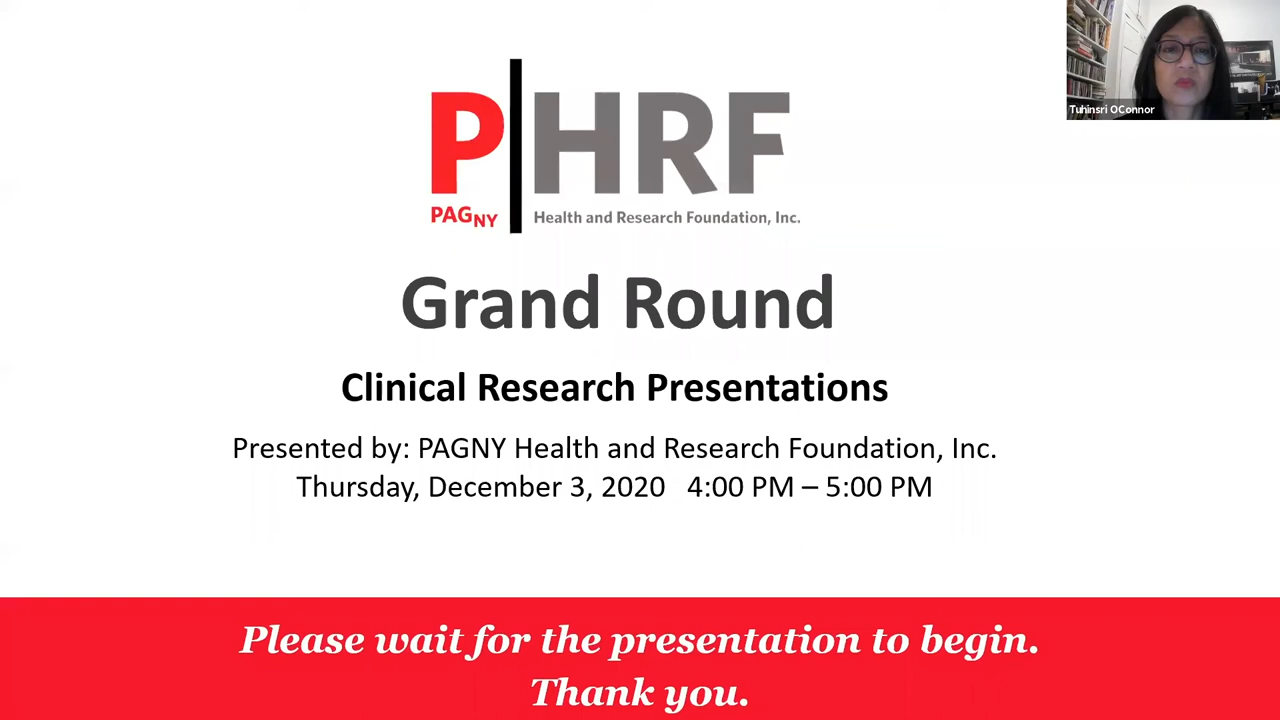 P HRF
PAGNY
Health and Research Foundation, Inc.
Tuhinsri OConnor
Grand Round
Clinical Research Presentations
Presented by: PAGNY Health and Research Foundation, Inc.
Thursday, December 3, 2020 4:00 PM – 5:00 PM
Please wait for the presentation to begin.
Thank you.